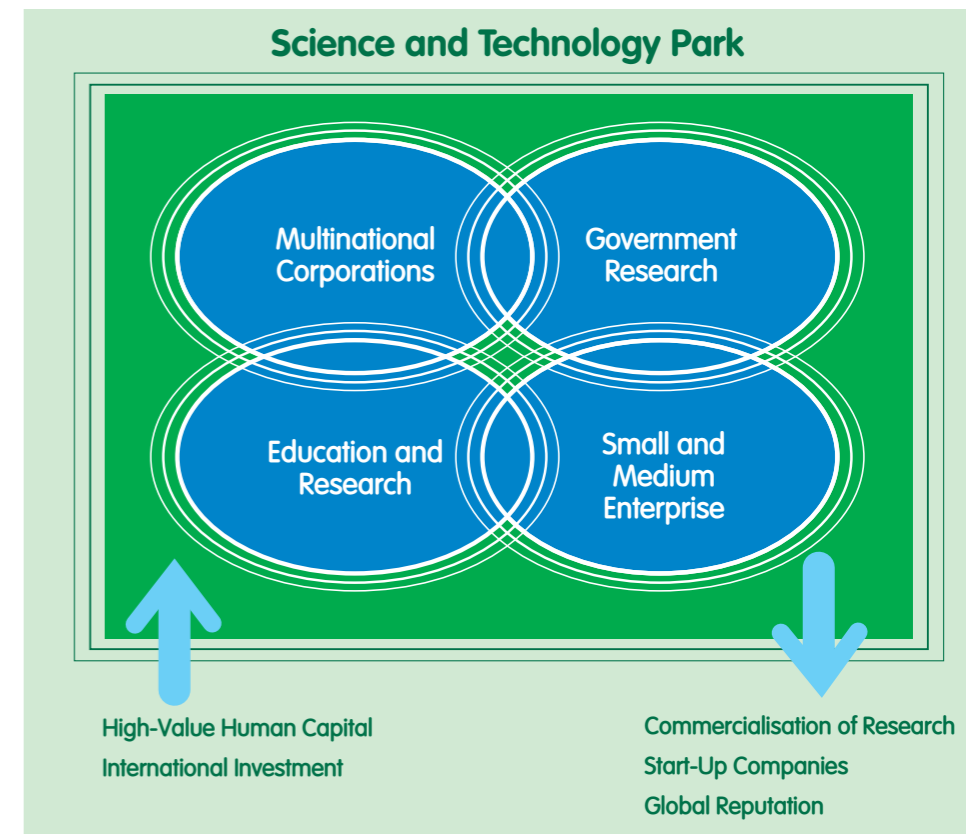 Science and Technology Park
Multinational
Corporations
Government
Research
Education and
Research
Small and
Medium
Enterprise
High-Value Human Capital
International Investment
Commercialisation of Research
Start-Up Companies
Global Reputation